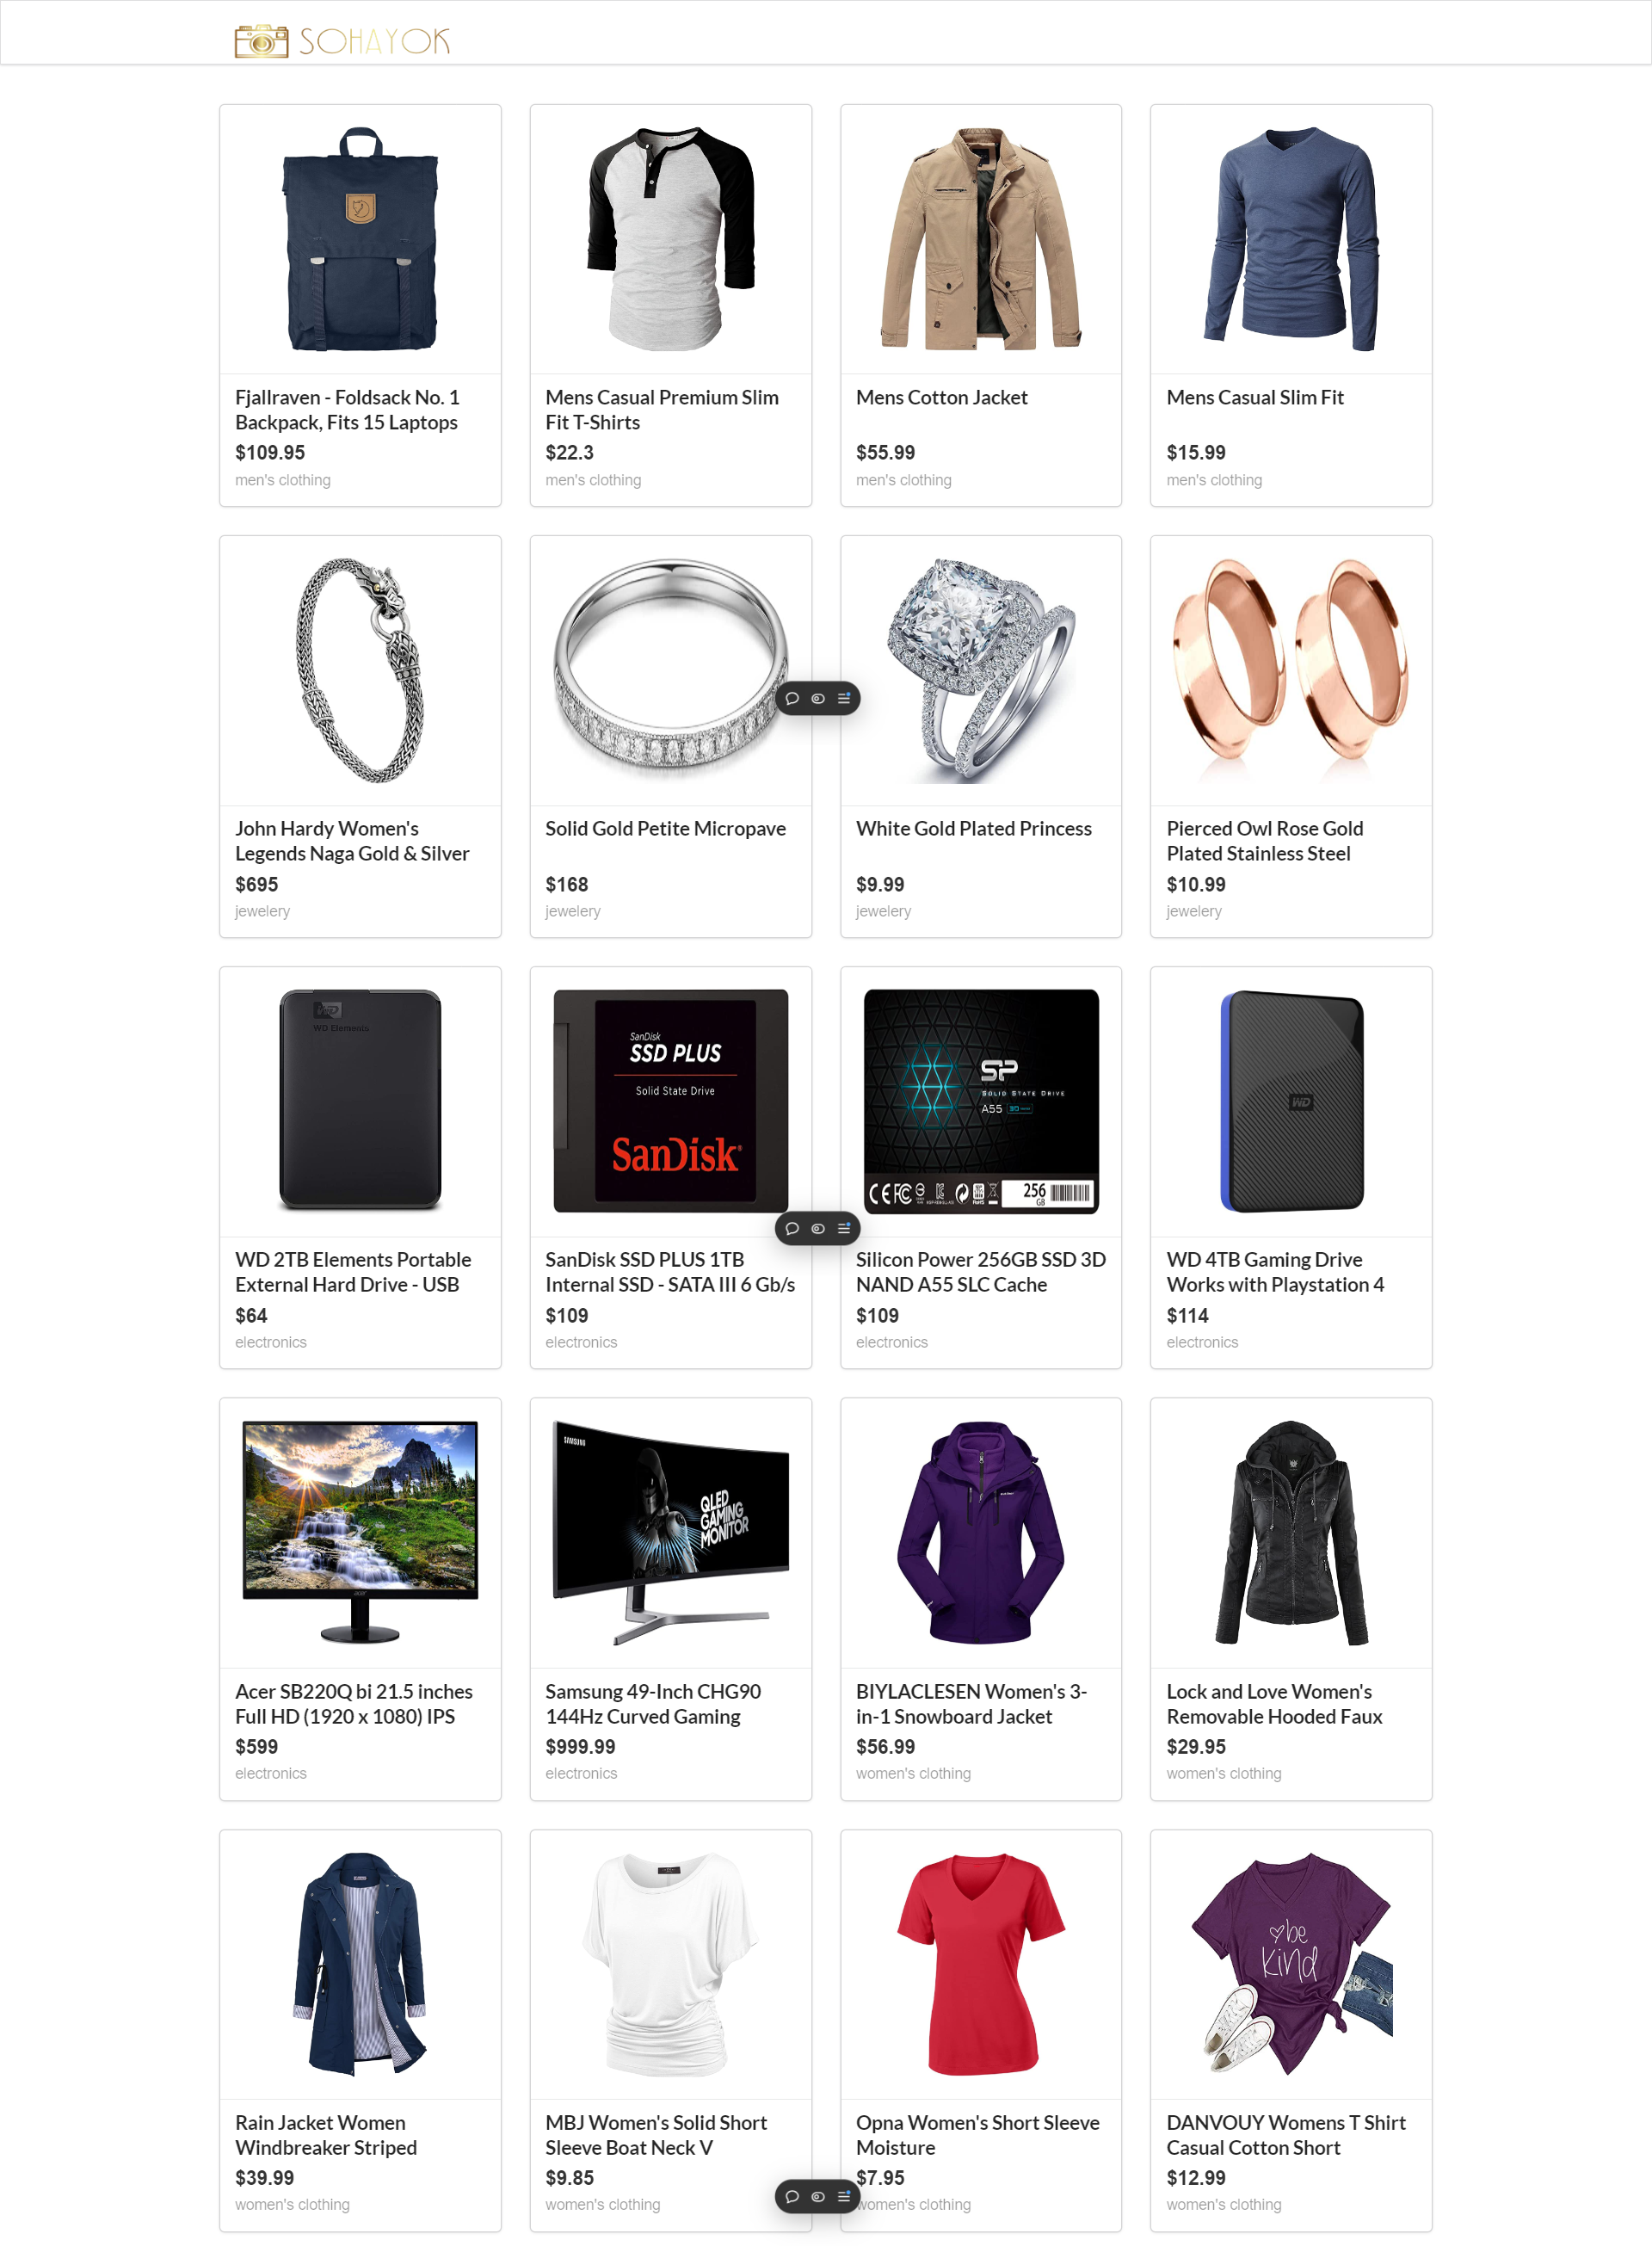 SOHAYOK
Fjallraven - Foldsack No. 1
Backpack, Fits 15 Laptops
$109.95
men's clothing
Mens Casual Premium Slim
Fit T-Shirts
$22.3
men's clothing
Mens Cotton Jacket
$55.99
men's clothing
Mens Casual Slim Fit
$15.99
men's clothing
John Hardy Women's
Legends Naga Gold & Silver
$695
jewelery
Solid Gold Petite Micropave
$168
jewelery
White Gold Plated Princess
$9.99
jewelery
Pierced Owl Rose Gold
Plated Stainless Steel
$10.99
jewelery
WD
WD Elements
WD 2TB Elements Portable
External Hard Drive - USB
$64
electronics
SanDisk
SSD PLUS
Solid State Drive
SanDisk
SanDisk SSD PLUS 1TB
Internal SSD - SATA III 6 Gb/s
$109
electronics
SP
SOLID STATE DRIVE
A55
CE FC
256
GB
Silicon Power 256GB SSD 3D
NAND A55 SLC Cache
$109
electronics
WD
WD 4TB Gaming Drive
Works with Playstation 4
$114
electronics
acer
Acer SB220Q bi 21.5 inches
Full HD (1920 x 1080) IPS
$599
electronics
SAMSUNG
QLED
GAMING
MONITOR
Samsung 49-Inch CHG90
144Hz Curved Gaming
$999.99
electronics
BIYLACLESEN Women's 3-
in-1 Snowboard Jacket
$56.99
women's clothing
Lock and Love Women's
Removable Hooded Faux
$29.95
women's clothing
Rain Jacket Women
Windbreaker Striped
$39.99
women's clothing
MBJ Women's Solid Short
Sleeve Boat Neck V
$9.85
women's clothing
Opna Women's Short Sleeve
Moisture
$7.95
women's clothing
be
kind
DANVOUY Womens T Shirt
Casual Cotton Short
$12.99
women's clothing